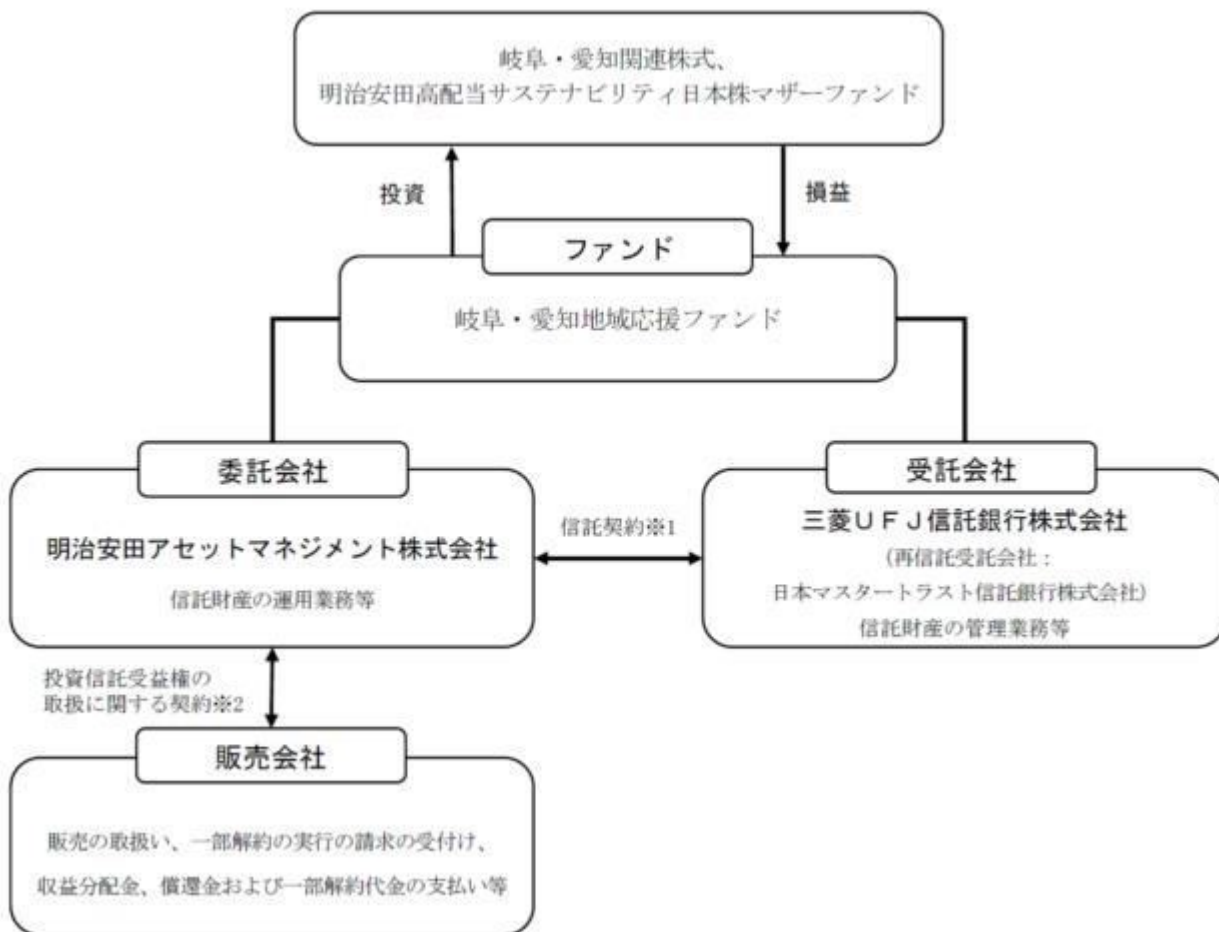 岐阜・愛知関連株式、
明治安田高配当サステナビリティ日本株マザーファンド
投資
損益
ファンド
岐阜・愛知地域応援ファンド
委託会社
明治安田アセットマネジメント株式会社
信託財産の運用業務等
信託契約※1
受託会社
三菱ＵＦＪ信託銀行株式会社
（再信託受託会社：
日本マスタートラスト信託銀行株式会社）
信託財産の管理業務等
投資信託受益権の
取扱に関する契約※2
販売会社
販売の取扱い、一部解約の実行の請求の受付け、
収益分配金、償還金および一部解約代金の支払い等